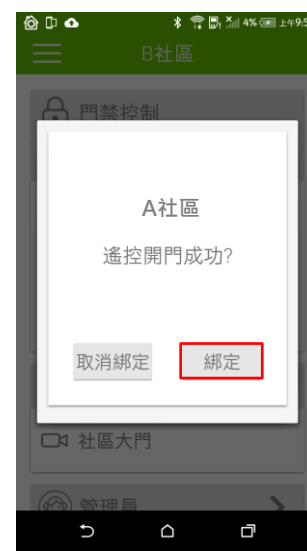 4% 上午9:5
B社區
門禁控制
A社區
遙控開門成功?
取消綁定
綁定
社區大門
管理員